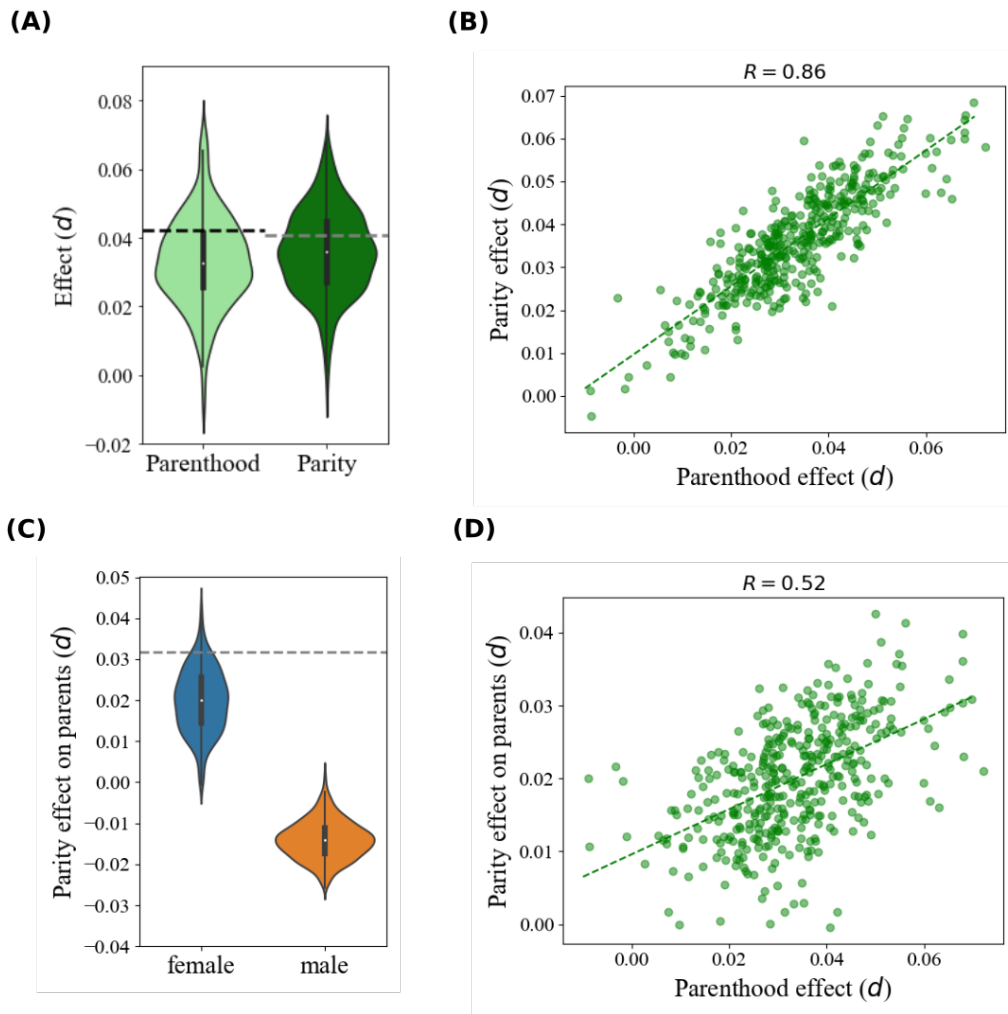 (A)
0.08
0.06
0.04
0.02
0.00
−0.02
Effect (d)
Parenthood Parity
(B)
R = 0.86
0.07
0.06
0.05
0.04
0.03
0.02
0.01
0.00
Parity effect (d)
0.00 0.02 0.04 0.06
Parenthood effect (d)
(C)
0.05
0.04
0.03
0.02
0.01
0.00
−0.01
−0.02
−0.03
−0.04
Parity effect on parents (d)
female male
(D)
R = 0.52
0.04
0.03
0.02
0.01
0.00
Parity effect on parents (d)
0.00 0.02 0.04 0.06
Parenthood effect (d)